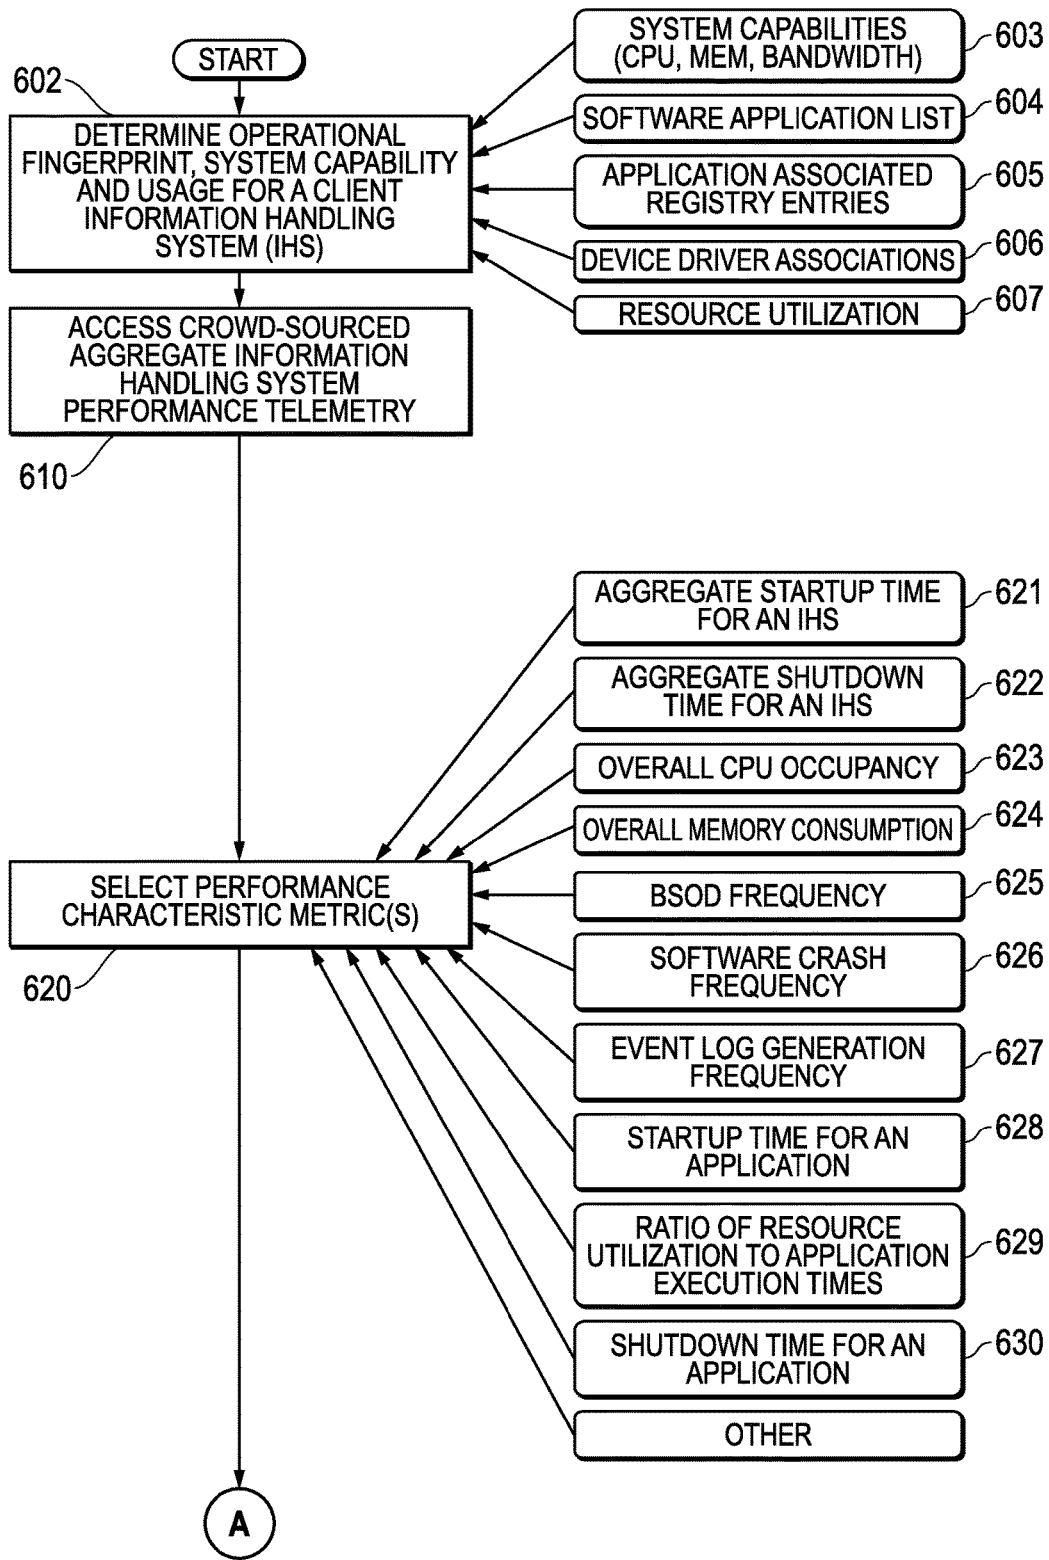 START
602
DETERMINE OPERATIONAL
FINGERPRINT, SYSTEM CAPABILITY
AND USAGE FOR A CLIENT
INFORMATION HANDLING
SYSTEM (IHS)
SYSTEM CAPABILITIES
(CPU, MEM, BANDWIDTH)
603
SOFTWARE APPLICATION LIST
604
APPLICATION ASSOCIATED
REGISTRY ENTRIES
605
DEVICE DRIVER ASSOCIATIONS
606
RESOURCE UTILIZATION
607
ACCESS CROWD-SOURCED
AGGREGATE INFORMATION
HANDLING SYSTEM
PERFORMANCE TELEMETRY
610
AGGREGATE STARTUP TIME
FOR AN IHS
621
AGGREGATE SHUTDOWN
TIME FOR AN IHS
622
OVERALL CPU OCCUPANCY
623
OVERALL MEMORY CONSUMPTION
624
SELECT PERFORMANCE
CHARACTERISTIC METRIC(S)
620
BSOD FREQUENCY
625
SOFTWARE CRASH
FREQUENCY
626
EVENT LOG GENERATION
FREQUENCY
627
STARTUP TIME FOR AN
APPLICATION
628
RATIO OF RESOURCE
UTILIZATION TO APPLICATION
EXECUTION TIMES
629
SHUTDOWN TIME FOR AN
APPLICATION
630
OTHER
A